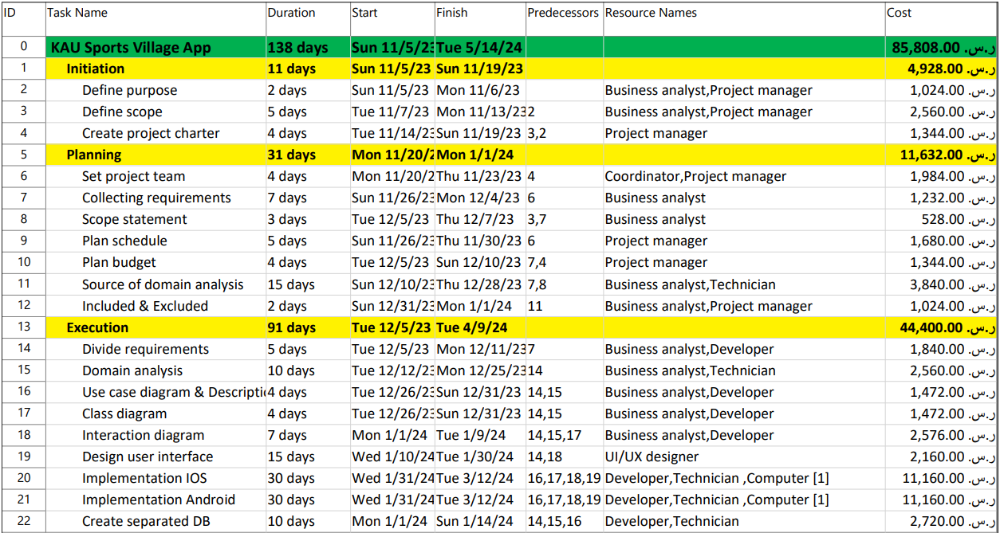 ID Task Name Duration Start Finish Predecessors Resource Names Cost
0 KAU Sports Village App 138 days Sun 11/5/23 Tue 5/14/24 ر.س. 85,808.00
1 Initiation 11 days Sun 11/5/23 Sun 11/19/23 ر.س. 4,928.00
2 Define purpose 2 days Sun 11/5/23 Mon 11/6/23 Business analyst,Project manager ر.س. 1,024.00
3 Define scope 5 days Tue 11/7/23 Mon 11/13/23 2 Business analyst,Project manager ر.س. 2,560.00
4 Create project charter 4 days Tue 11/14/23 Sun 11/19/23 3,2 Project manager ر.س. 1,344.00
5 Planning 31 days Mon 11/20/2 Mon 1/1/24 ر.س. 11,632.00
6 Set project team 4 days Mon 11/20/2 Thu 11/23/23 4 Coordinator,Project manager ر.س. 1,984.00
7 Collecting requirements 7 days Sun 11/26/23 Mon 12/4/23 6 Business analyst ر.س. 1,232.00
8 Scope statement 3 days Tue 12/5/23 Thu 12/7/23 3,7 Business analyst ر.س. 528.00
9 Plan schedule 5 days Sun 11/26/23 Thu 11/30/23 6 Project manager ر.س. 1,680.00
10 Plan budget 4 days Tue 12/5/23 Sun 12/10/23 7,4 Project manager ر.س. 1,344.00
11 Source of domain analysis 15 days Sun 12/10/23 Thu 12/28/23 7,8 Business analyst,Technician ر.س. 3,840.00
12 Included & Excluded 2 days Sun 12/31/23 Mon 1/1/24 11 Business analyst,Project manager ر.س. 1,024.00
13 Execution 91 days Tue 12/5/23 Tue 4/9/24 ر.س. 44,400.00
14 Divide requirements 5 days Tue 12/5/23 Mon 12/11/23 7 Business analyst,Developer ر.س. 1,840.00
15 Domain analysis 10 days Tue 12/12/23 Mon 12/25/23 14 Business analyst,Technician ر.س. 2,560.00
16 Use case diagram & Descripti 4 days Tue 12/26/23 Sun 12/31/23 14,15 Business analyst,Developer ر.س. 1,472.00
17 Class diagram 4 days Tue 12/26/23 Sun 12/31/23 14,15 Business analyst,Developer ر.س. 1,472.00
18 Interaction diagram 7 days Mon 1/1/24 Tue 1/9/24 14,15,17 Business analyst,Developer ر.س. 2,576.00
19 Design user interface 15 days Wed 1/10/24 Tue 1/30/24 14,18 UI/UX designer ر.س. 2,160.00
20 Implementation IOS 30 days Wed 1/31/24 Tue 3/12/24 16,17,18,19 Developer,Technician ,Computer [1] ر.س. 11,160.00
21 Implementation Android 30 days Wed 1/31/24 Tue 3/12/24 16,17,18,19 Developer,Technician ,Computer [1] ر.س. 11,160.00
22 Create separated DB 10 days Mon 1/1/24 Sun 1/14/24 14,15,16 Developer,Technician ر.س. 2,720.00